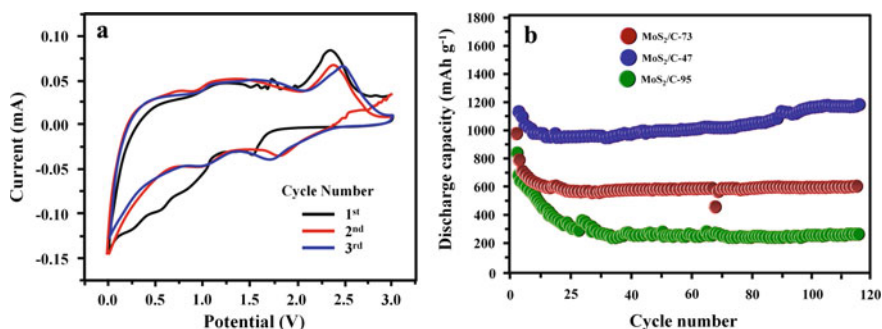 a
Current (mA)
0.10
0.05
0.00
-0.05
-0.10
-0.15
Cycle Number
1st
2nd
3rd
0.0 0.5 1.0 1.5 2.0 2.5 3.0
Potential (V)
b
Discharge capacity (mAh g⁻¹)
1800
1600
1400
1200
1000
800
600
400
200
0
MoS₂/C-73
MoS₂/C-47
MoS₂/C-95
0 25 40 60 80 100 120
Cycle number